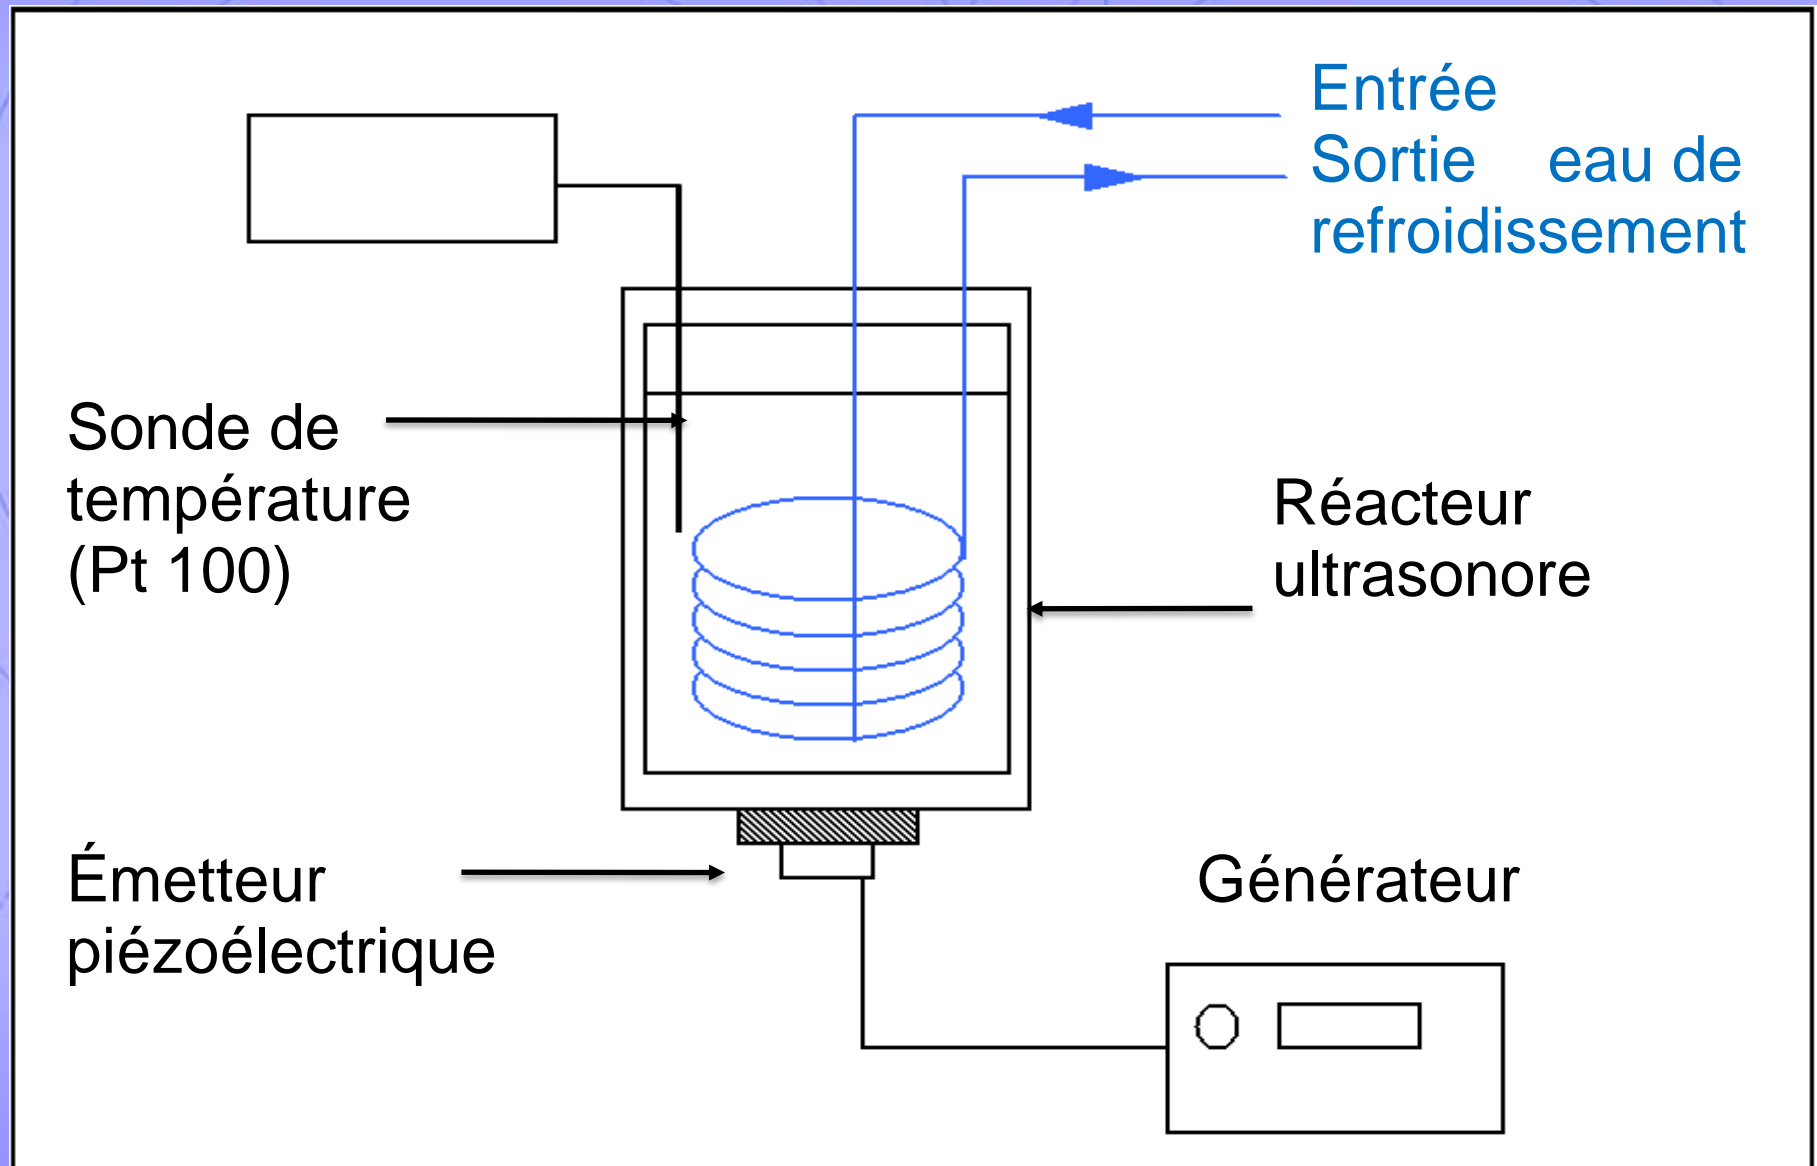 Entrée
Sortie eau de
refroidissement
Sonde de
température
(Pt 100)
Réacteur
ultrasonore
Émetteur
piézoélectrique
Générateur